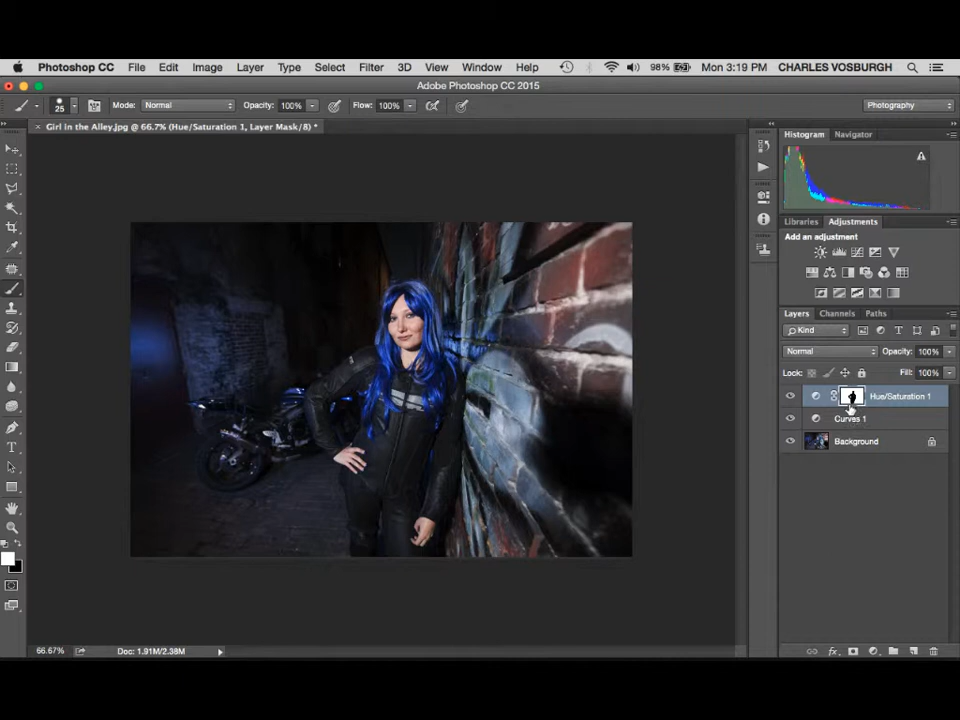 Photoshop CC File Edit Image Layer Type Select Filter 3D View Window Help 98% Mon 3:19 PM CHARLES VOSBURGH
Adobe Photoshop CC 2015
25 Mode: Normal Opacity: 100% Flow: 100% Photography
× Girl in the Alley.jpg @ 66.7% (Hue/Saturation 1, Layer Mask/8) *
Histogram Navigator
Libraries Adjustments
Add an adjustment
Layers Channels Paths
Kind
Normal Opacity: 100%
Lock: Fill: 100%
Hue/Saturation 1
Curves 1
Background
66.67% Doc: 1.91M/2.38M